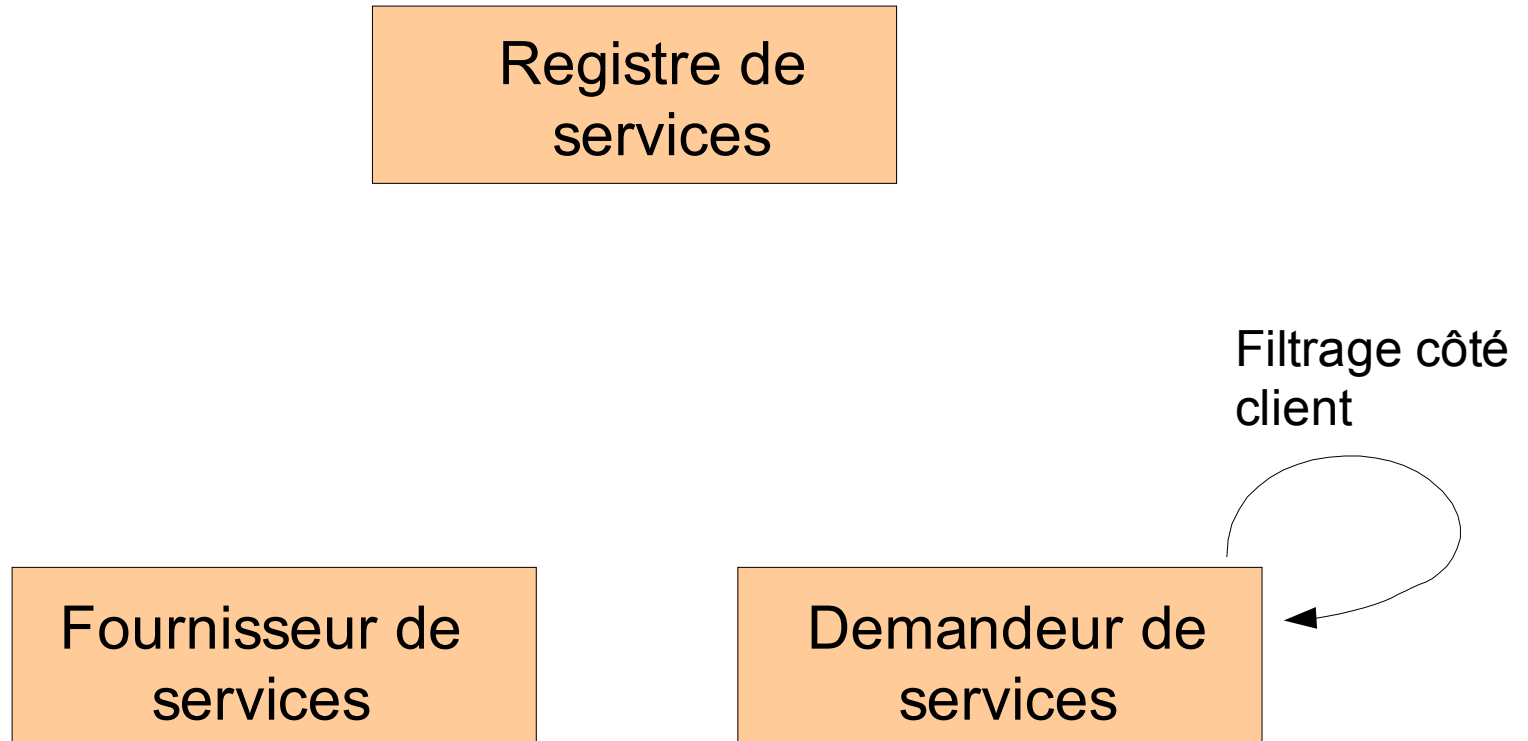 Registre de
services
Filtrage côté
client
Fournisseur de
services
Demandeur de
services